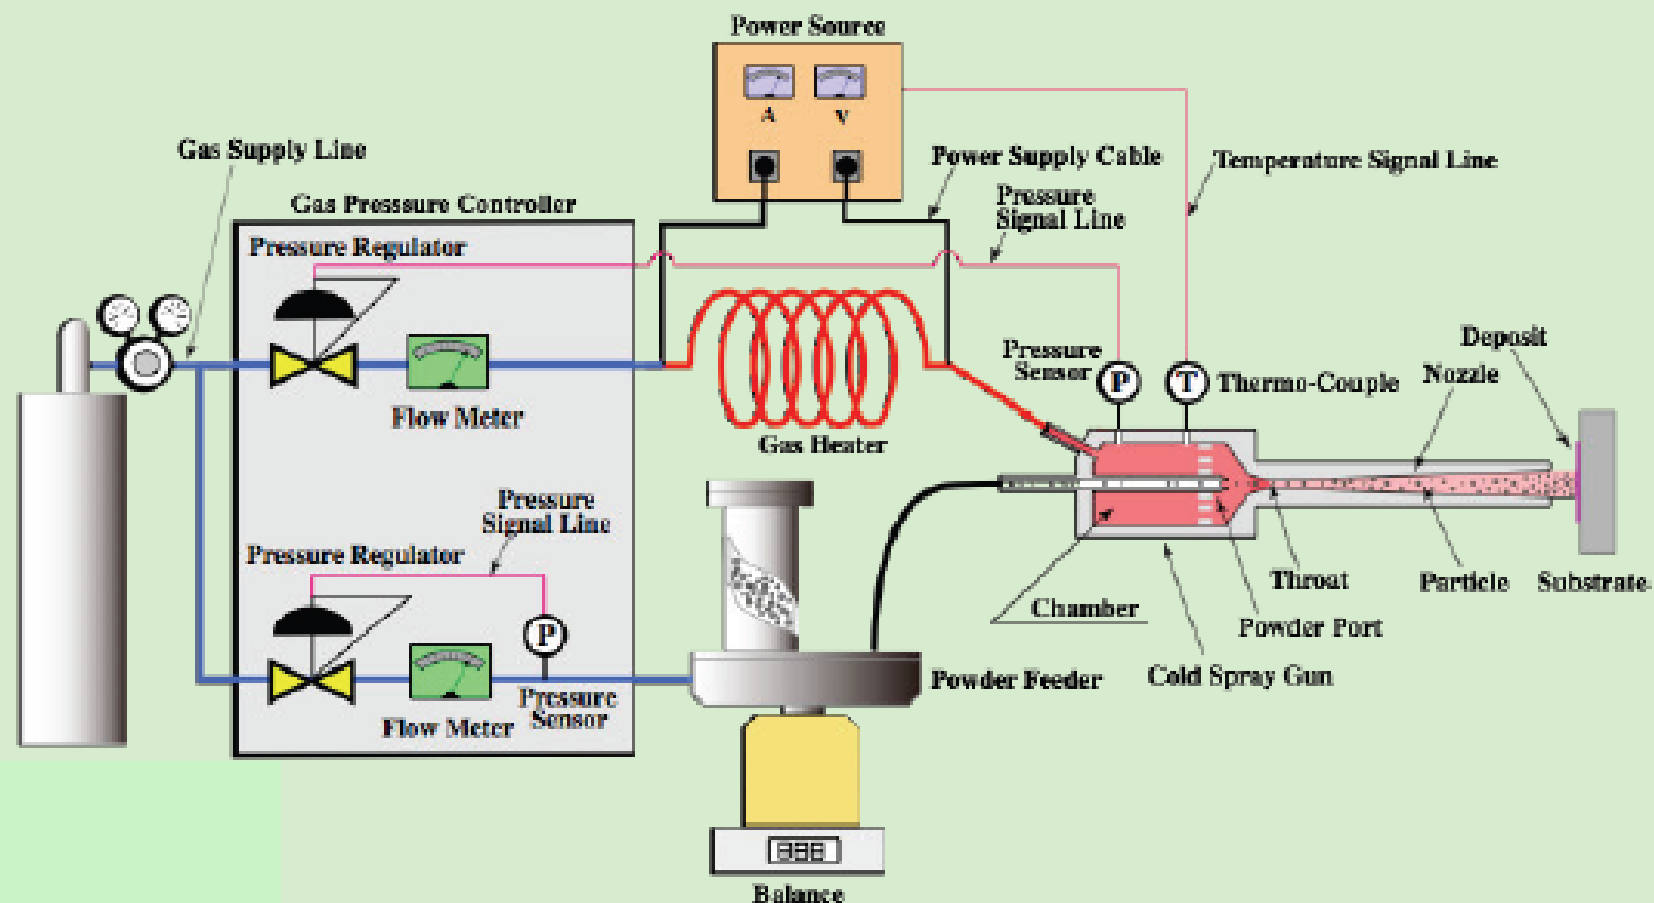 Power Source
A
V
Gas Supply Line
Power Supply Cable
Temperature Signal Line
Pressure
Signal Line
Gas Pressure Controller
Pressure Regulator
Flow Meter
Gas Heater
Pressure
Sensor
P
T
Thermo-Couple
Deposit
Nozzle
Pressure
Signal Line
Pressure Regulator
P
Pressure
Sensor
Flow Meter
Powder Feeder
Chamber
Throat
Powder Port
Cold Spray Gun
Particle
Substrate
888
Balance